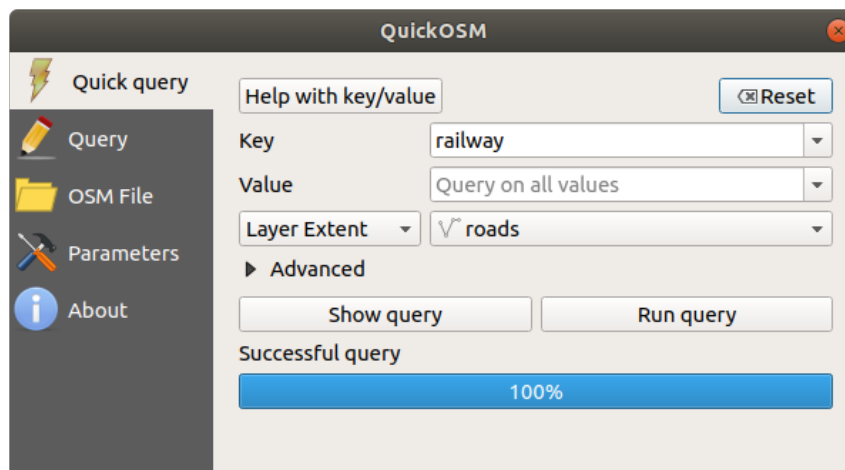 QuickOSM
Quick query
Query
OSM File
Parameters
About
Help with key/value
Reset
Key
railway
Value
Query on all values
Layer Extent
roads
Advanced
Show query
Run query
Successful query
100%